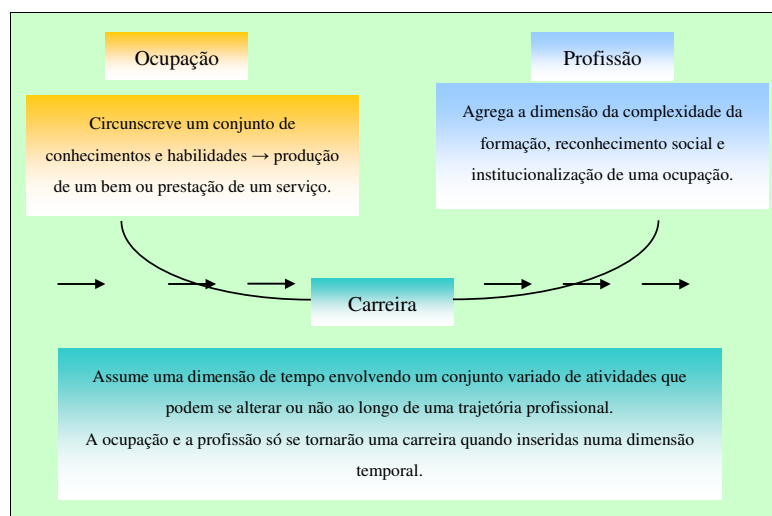 Ocupação
Circunscreve um conjunto de
conhecimentos e habilidades → produção
de um bem ou prestação de um serviço.
Profissão
Agrega a dimensão da complexidade da
formação, reconhecimento social e
institucionalização de uma ocupação.
Carreira
Assume uma dimensão de tempo envolvendo um conjunto variado de atividades que
podem se alterar ou não ao longo de uma trajetória profissional.
A ocupação e a profissão só se tornarão uma carreira quando inseridas numa dimensão
temporal.